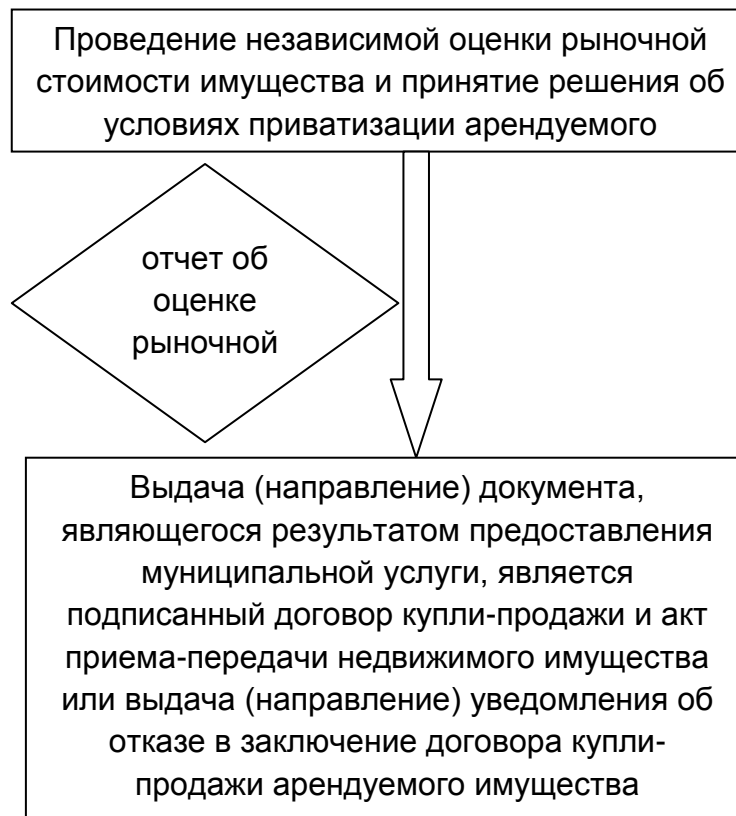 Проведение независимой оценки рыночной
стоимости имущества и принятие решения об
условиях приватизации арендуемого
отчет об
оценке
рыночной
Выдача (направление) документа,
являющегося результатом предоставления
муниципальной услуги, является
подписанный договор купли-продажи и акт
приема-передачи недвижимого имущества
или выдача (направление) уведомления об
отказе в заключение договора купли-
продажи арендуемого имущества